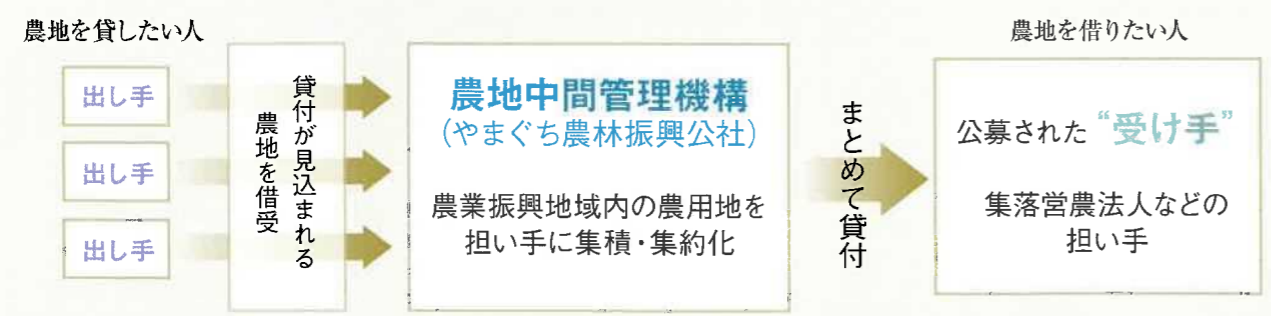 農地を貸したい人
出し手
出し手
出し手
貸付が見込まれる
農地を借受
農地中間管理機構
（やまぐち農林振興公社）
農業振興地域内の農用地を
担い手に集積・集約化
まとめて貸付
農地を借りたい人
公募された“受け手”
集落営農法人などの
担い手